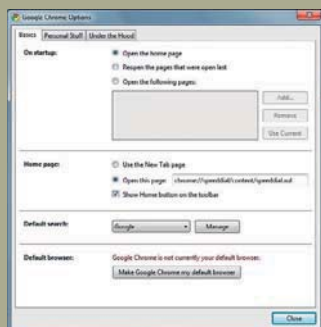 Google Chrome Options
Basics Personal Stuff Under the Hood
On startup: Open the home page
Reopen the pages that were open last
Open the following pages:
Add...
Remove
Use Current
Home page: Use the New Tab page
Open this page: chrome://speeddial/content/speeddial.xul
Show Home button on the toolbar
Default search: Google Manage
Default browser: Google Chrome is not currently your default browser.
Make Google Chrome my default browser
Close